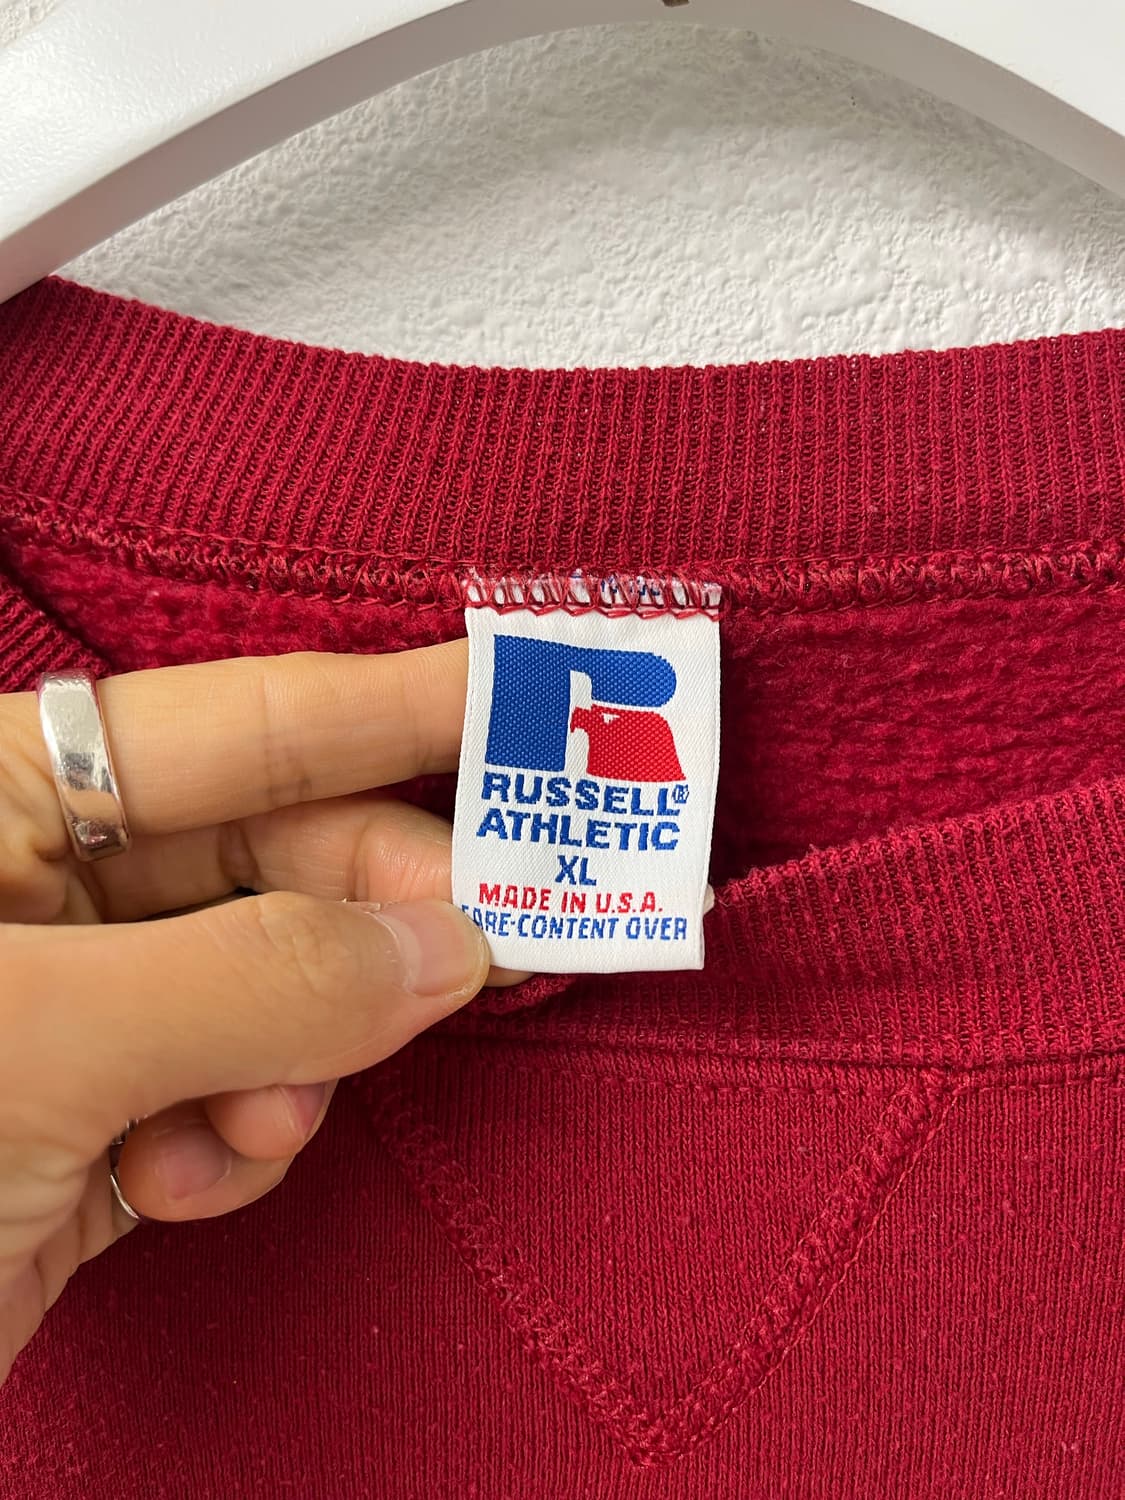 RUSSELL®
ATHLETIC
XL
MADE IN U.S.A.
CARE-CONTENT OVER